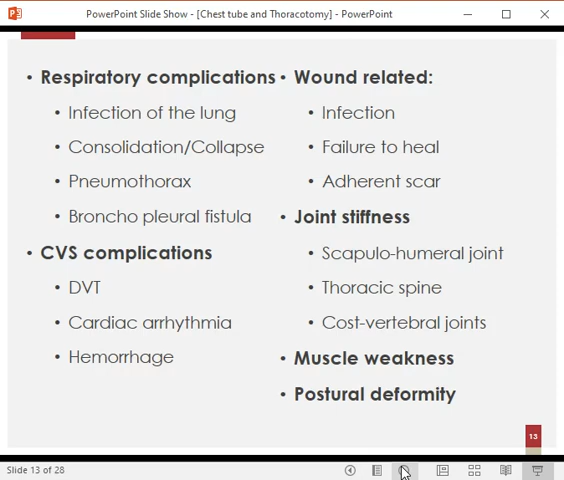 PowerPoint Slide Show - [Chest tube and Thoracotomy] - PowerPoint
• Respiratory complications
• Infection of the lung
• Consolidation/Collapse
• Pneumothorax
• Broncho pleural fistula
• CVS complications
• DVT
• Cardiac arrhythmia
• Hemorrhage
• Wound related:
• Infection
• Failure to heal
• Adherent scar
• Joint stiffness
• Scapulo-humeral joint
• Thoracic spine
• Cost-vertebral joints
• Muscle weakness
• Postural deformity
13
Slide 13 of 28